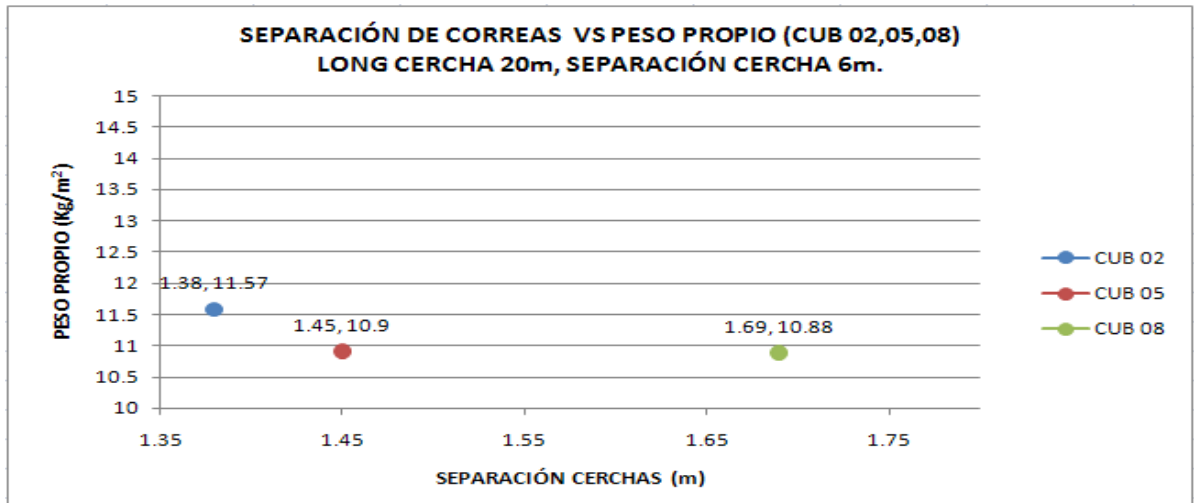 SEPARACIÓN DE CORREAS VS PESO PROPIO (CUB 02,05,08)
LONG CERCHA 20m, SEPARACIÓN CERCHA 6m.
PESO PROPIO (Kg/m²)
15
14.5
14
13.5
13
12.5
12
11.5
11
10.5
10
1.38, 11.57
1.45, 10.9
1.69, 10.88
1.35
1.45
1.55
1.65
1.75
SEPARACIÓN CERCHAS (m)
CUB 02
CUB 05
CUB 08